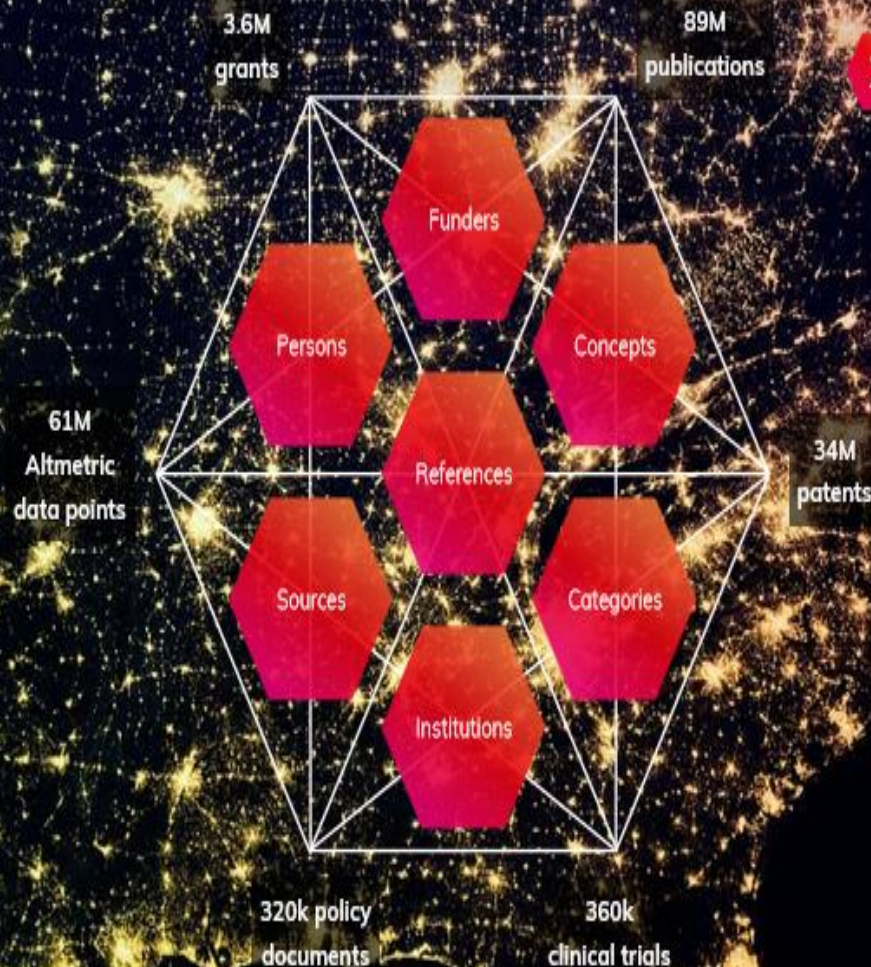 3.6M
grants
89M
publications
Funders
Persons
Concepts
61M
Altmetric
data points
References
34M
patents
Sources
Categories
Institutions
320k policy
documents
360k
clinical trials